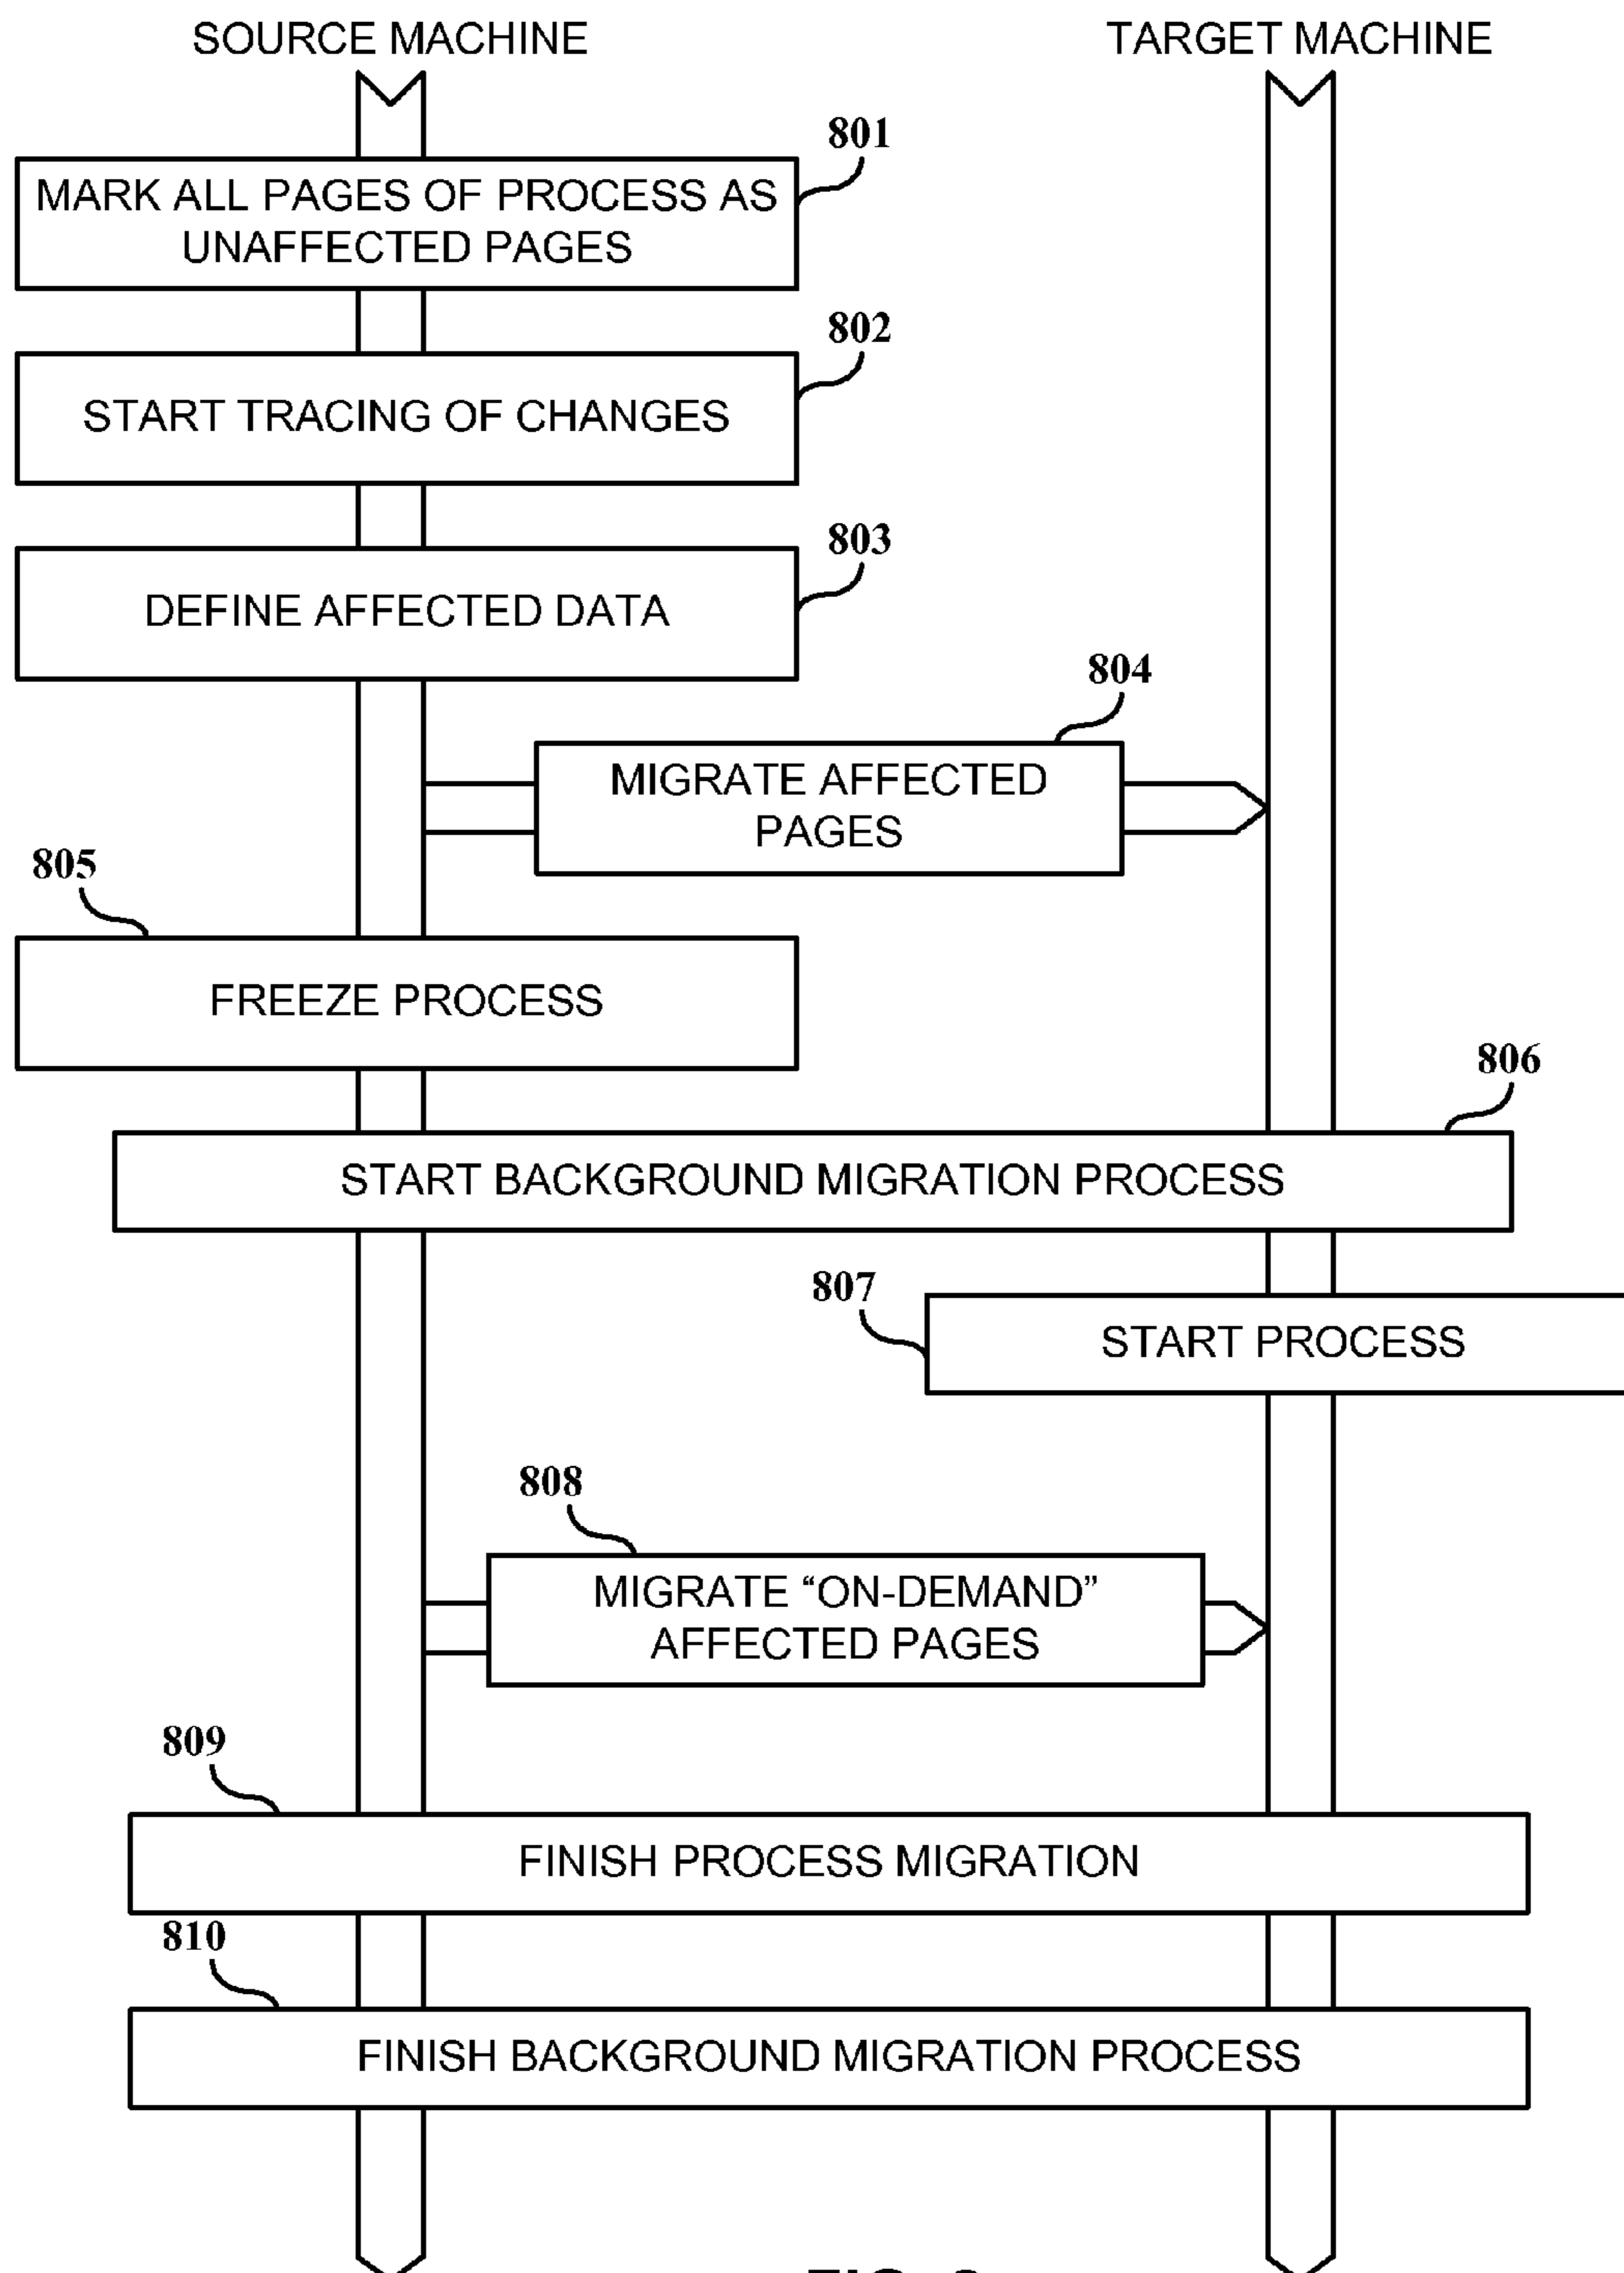 SOURCE MACHINE
TARGET MACHINE
801
MARK ALL PAGES OF PROCESS AS
UNAFFECTED PAGES
802
START TRACING OF CHANGES
803
DEFINE AFFECTED DATA
804
MIGRATE AFFECTED
PAGES
805
FREEZE PROCESS
806
START BACKGROUND MIGRATION PROCESS
807
START PROCESS
808
MIGRATE “ON-DEMAND”
AFFECTED PAGES
809
FINISH PROCESS MIGRATION
810
FINISH BACKGROUND MIGRATION PROCESS